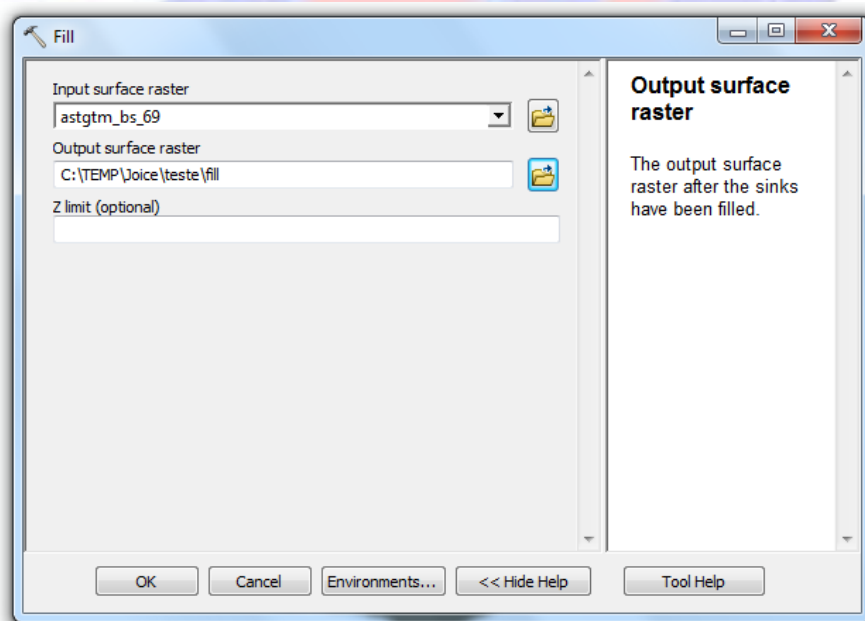 Fill
Input surface raster
astgtm_bs_69
Output surface raster
C:\TEMP\Joice\teste\fill
Z limit (optional)
Output surface
raster
The output surface
raster after the sinks
have been filled.
OK
Cancel
Environments...
<< Hide Help
Tool Help